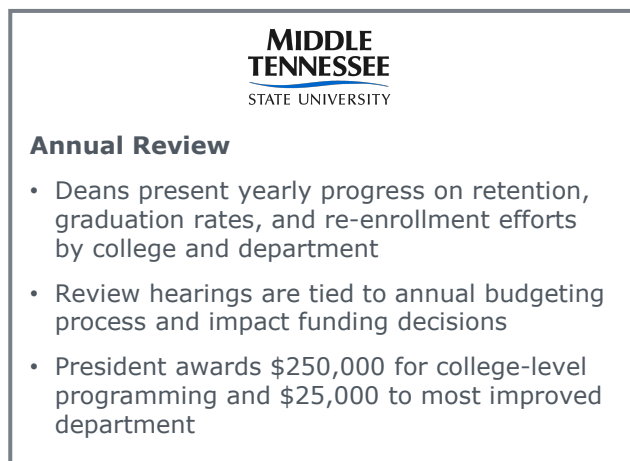 MIDDLE
TENNESSEE
STATE UNIVERSITY
Annual Review
• Deans present yearly progress on retention,
graduation rates, and re-enrollment efforts
by college and department
• Review hearings are tied to annual budgeting
process and impact funding decisions
• President awards $250,000 for college-level
programming and $25,000 to most improved
department